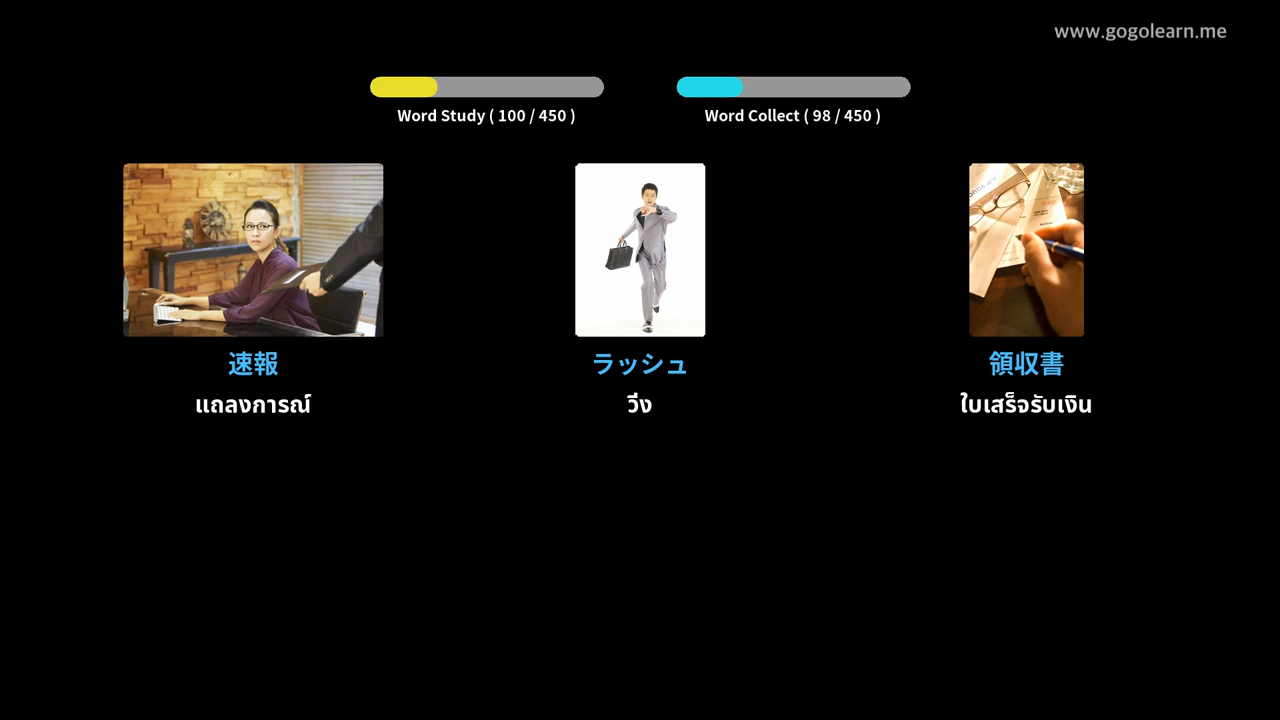 www.gogolearn.me
Word Study ( 100 / 450 )
Word Collect ( 98 / 450 )
速報
ラッシュ
領収書
แถลงการณ์
วีง
ใบเสร็จรับเงิน